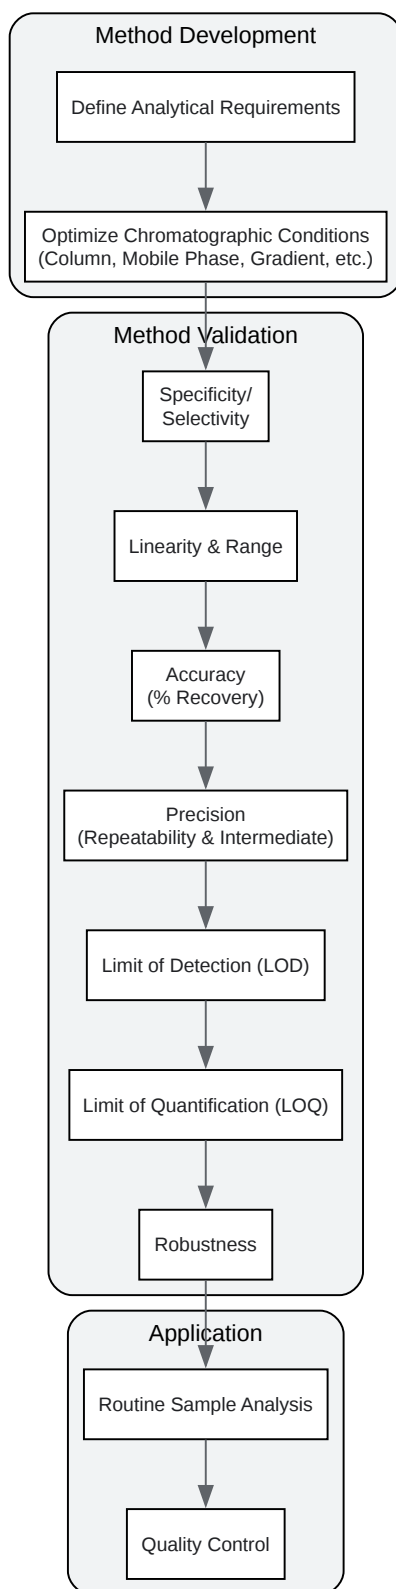 Method Development
Define Analytical Requirements
Optimize Chromatographic Conditions
(Column, Mobile Phase, Gradient, etc.)
Method Validation
Specificity/
Selectivity
Linearity & Range
Accuracy
(% Recovery)
Precision
(Repeatability & Intermediate)
Limit of Detection (LOD)
Limit of Quantification (LOQ)
Robustness
Application
Routine Sample Analysis
Quality Control